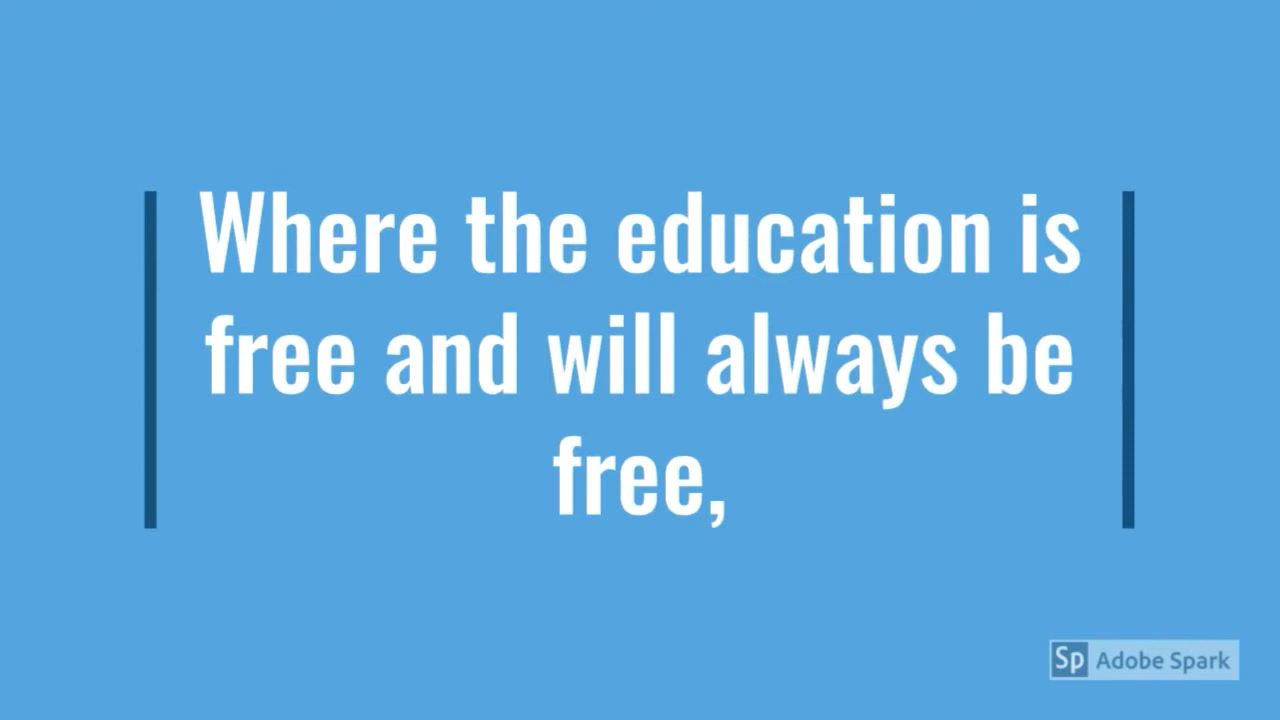 Where the education is
free and will always be
free,
Sp Adobe Spark